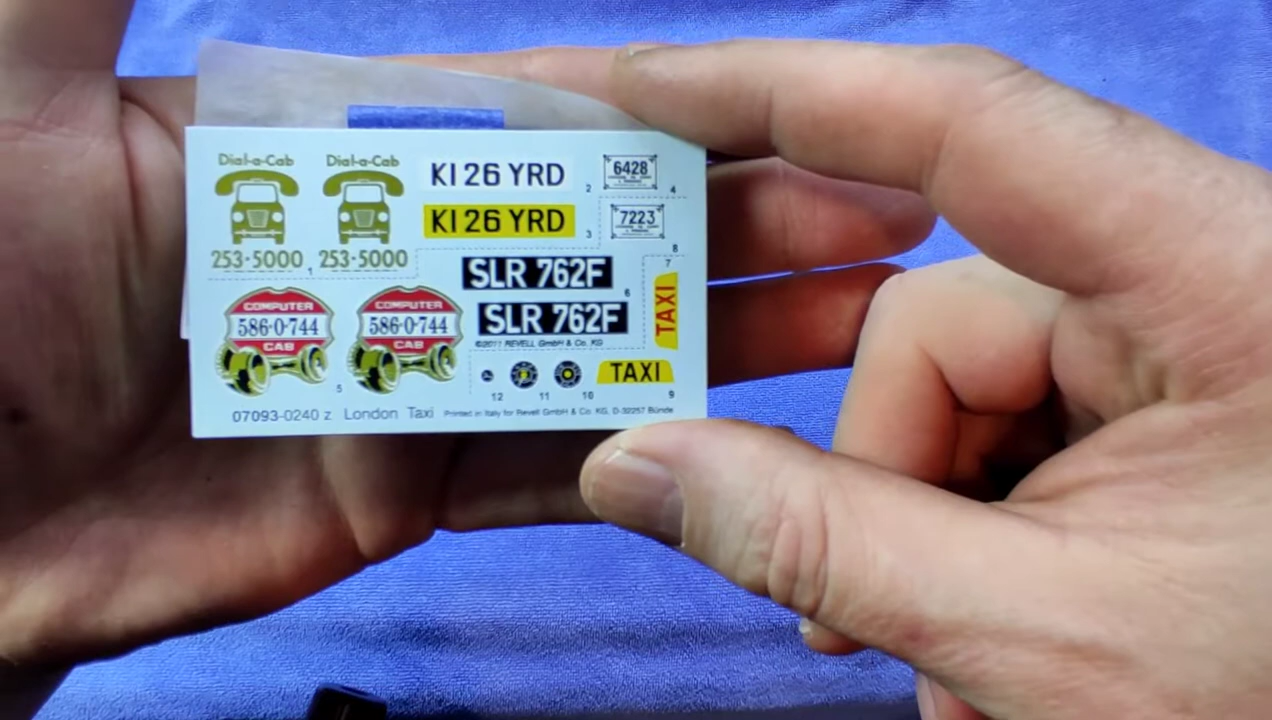 Dial-a-Cab
253-5000
1
Dial-a-Cab
253-5000
KI 26 YRD
2
KI 26 YRD
3
6428
4
7223
8
COMPUTER
586-0-744
CAB
COMPUTER
586-0-744
CAB
5
SLR 762F
6
SLR 762F
©2011 REVELL GmbH & Co. KG
7
TAXI
12
11
10
TAXI
9
07093-0240 z London Taxi Printed in Italy for Revell GmbH & Co. KG, D-32257 Bünde